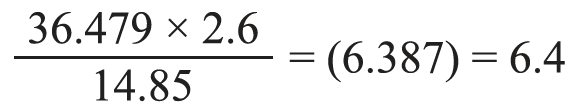 36.479 × 2.6
14.85
= (6.387) = 6.4